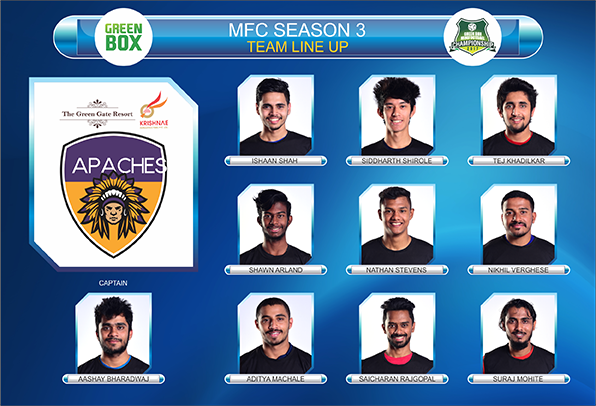 GREEN
BOX
MFC SEASON 3
TEAM LINE UP
CHAMPIONSHIP
The Green Gate Resort
KRISHNAE
APACHES
ISHAAN SHAH
SIDDHARTH SHIROLE
TEJ KHADILKAR
SHAWN ARLAND
NATHAN STEVENS
NIKHIL VERGHESE
CAPTAIN
AASHAY BHARADWAJ
ADITYA MACHALE
SAICHARAN RAJGOPAL
SURAJ MOHITE